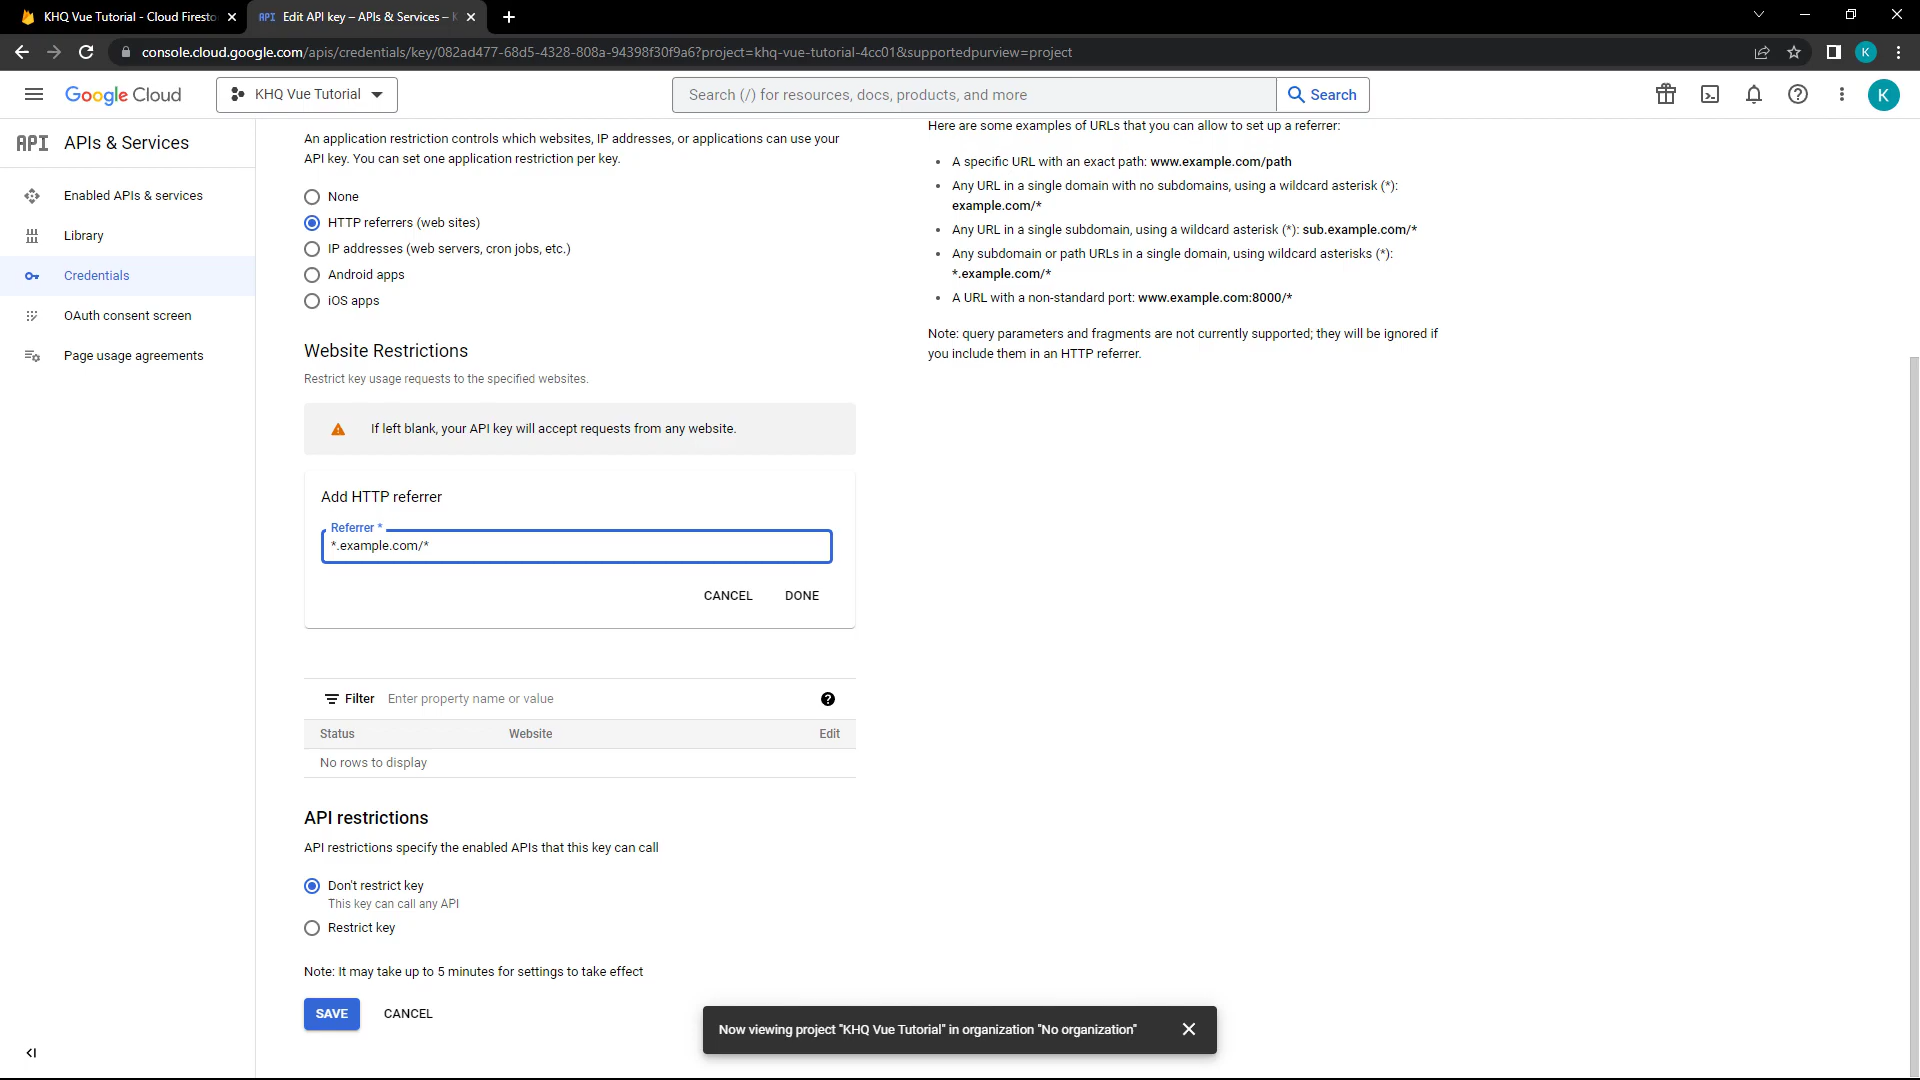 KHQ Vue Tutorial - Cloud Firesto
API Edit API key – APIs & Services – K
console.cloud.google.com/apis/credentials/key/082ad477-68d5-4328-808a-94398f30f9a6?project=khq-vue-tutorial-4cc01&supportedpurview=project
K
Google Cloud
KHQ Vue Tutorial
Search (/) for resources, docs, products, and more
Search
K
API APIs & Services
Enabled APIs & services
Library
Credentials
OAuth consent screen
Page usage agreements
An application restriction controls which websites, IP addresses, or applications can use your
API key. You can set one application restriction per key.
None
HTTP referrers (web sites)
IP addresses (web servers, cron jobs, etc.)
Android apps
iOS apps
Website Restrictions
Restrict key usage requests to the specified websites.
If left blank, your API key will accept requests from any website.
Add HTTP referrer
Referrer *
*.example.com/*
CANCEL
DONE
Filter
Enter property name or value
Status
Website
Edit
No rows to display
API restrictions
API restrictions specify the enabled APIs that this key can call
Don't restrict key
This key can call any API
Restrict key
Note: It may take up to 5 minutes for settings to take effect
SAVE
CANCEL
Here are some examples of URLs that you can allow to set up a referrer:
• A specific URL with an exact path: www.example.com/path
• Any URL in a single domain with no subdomains, using a wildcard asterisk (*):
example.com/*
• Any URL in a single subdomain, using a wildcard asterisk (*): sub.example.com/*
• Any subdomain or path URLs in a single domain, using wildcard asterisks (*):
*.example.com/*
• A URL with a non-standard port: www.example.com:8000/*
Note: query parameters and fragments are not currently supported; they will be ignored if
you include them in an HTTP referrer.
Now viewing project "KHQ Vue Tutorial" in organization "No organization"